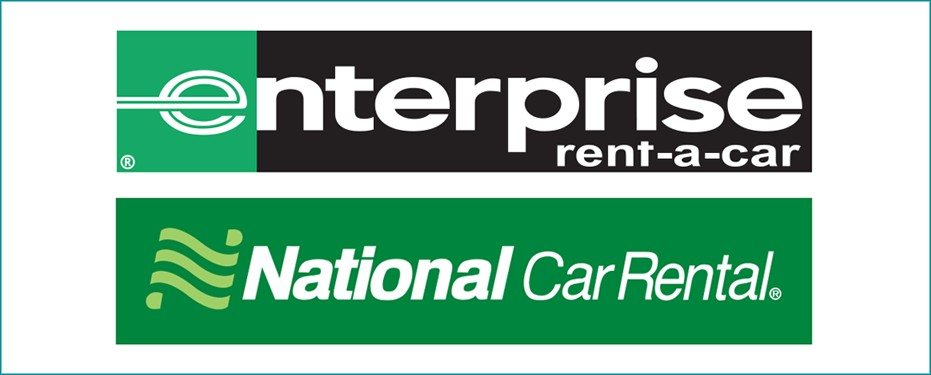 enterprise
rent-a-car
®
National Car Rental®